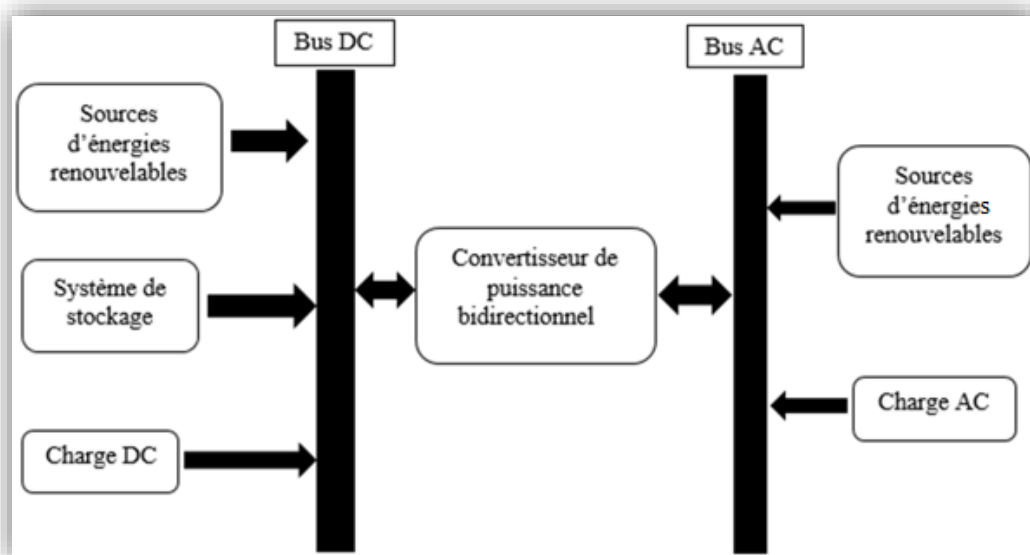 Bus DC
Bus AC
Sources
d'énergies
renouvelables
Sources
d'énergies
renouvelables
Système de
stockage
Convertisseur de
puissance
bidirectionnel
Charge DC
Charge AC